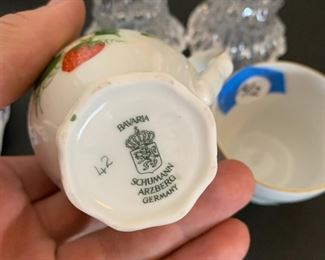 BAVARIA
SCHUMANN
ARZBERG
GERMANY
42